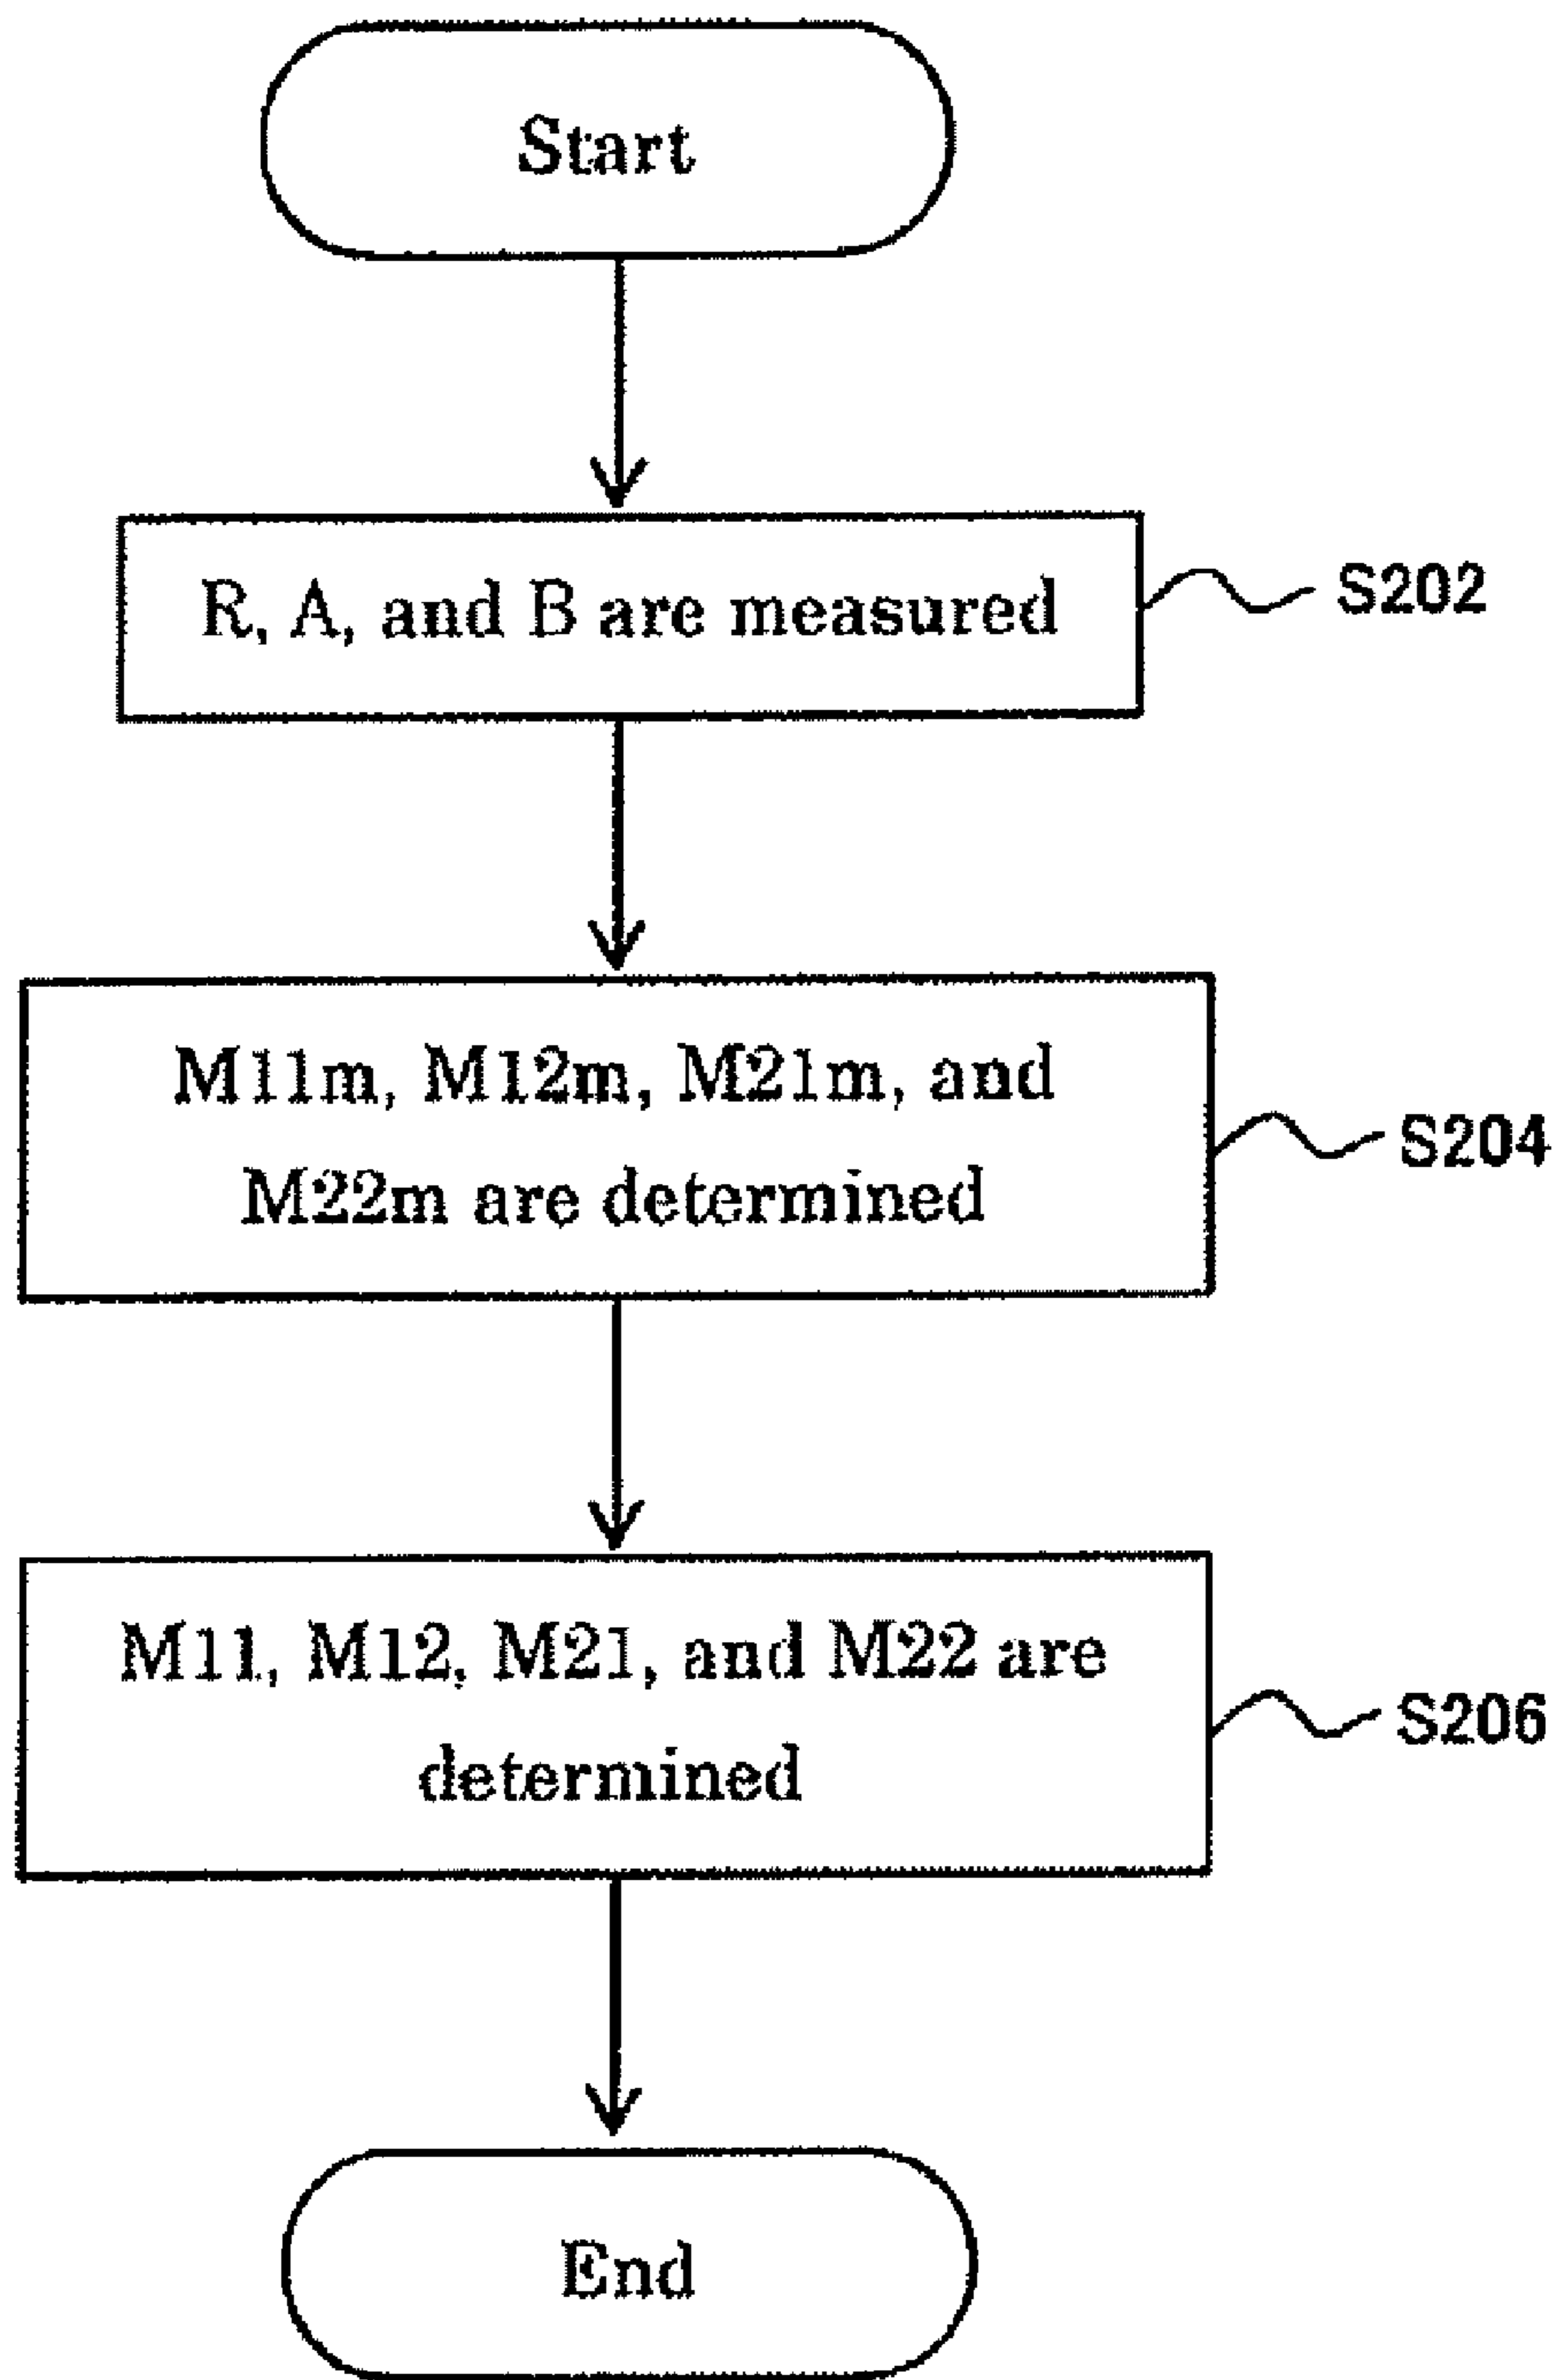 Start
R, A, and B are measured
S202
M11m, M12m, M21m, and
M22m are determined
S204
M11, M12, M21, and M22 are
determined
S206
End